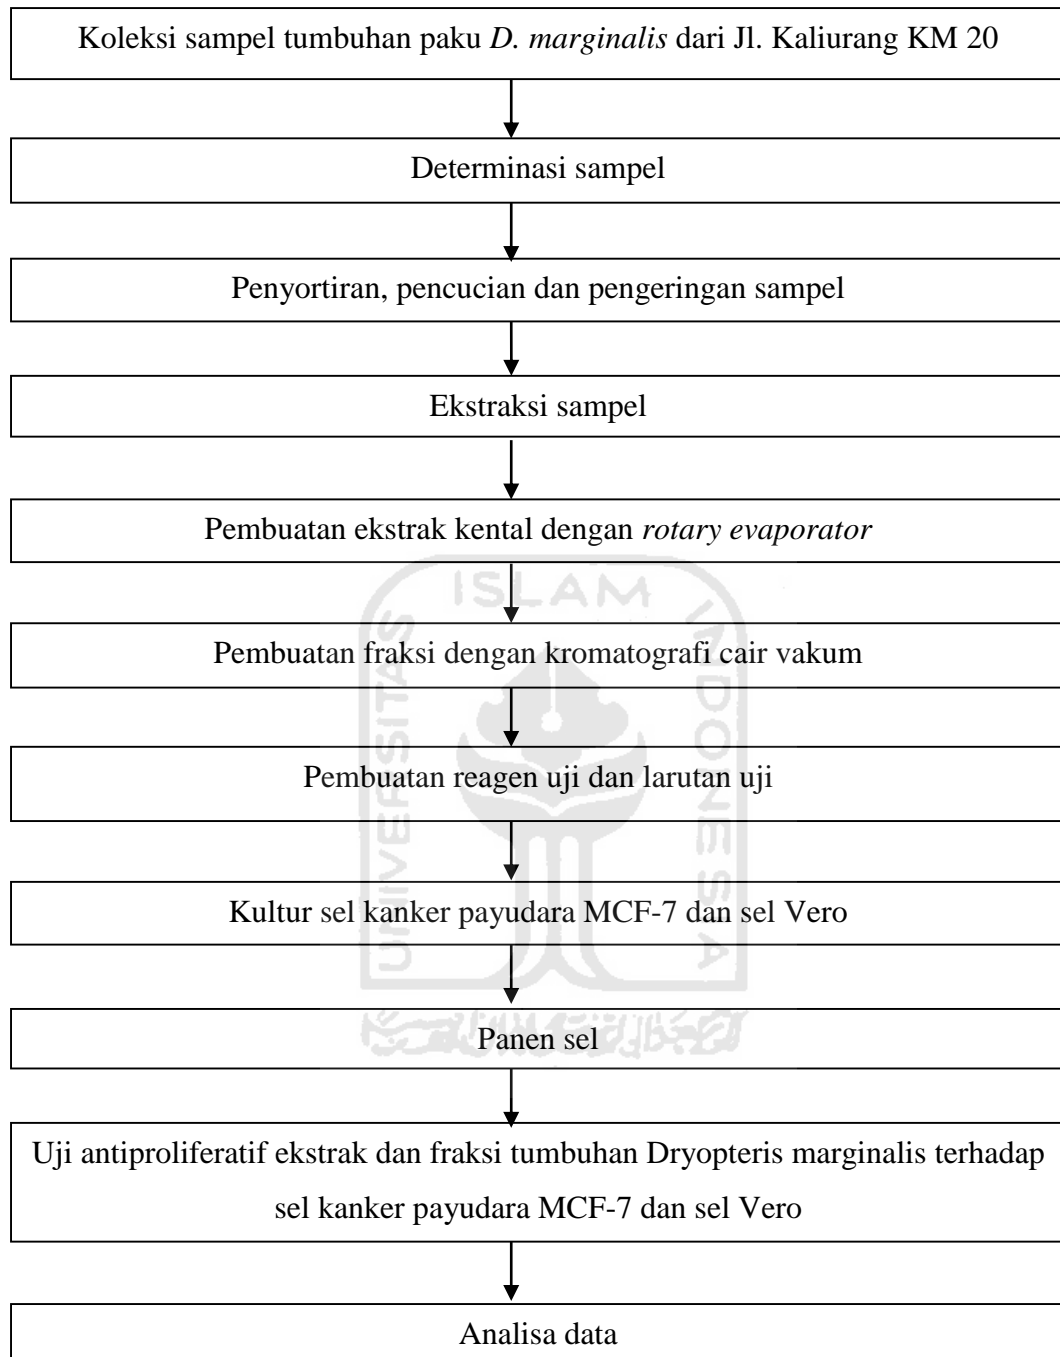 Koleksi sampel tumbuhan paku D. marginalis dari Jl. Kaliurang KM 20
Determinasi sampel
Penyortiran, pencucian dan pengeringan sampel
Ekstraksi sampel
Pembuatan ekstrak kental dengan rotary evaporator
Pembuatan fraksi dengan kromatografi cair vakum
Pembuatan reagen uji dan larutan uji
Kultur sel kanker payudara MCF-7 dan sel Vero
Panen sel
Uji antiproliferatif ekstrak dan fraksi tumbuhan Dryopteris marginalis terhadap
sel kanker payudara MCF-7 dan sel Vero
Analisa data
UNIVERSITAS
ISLAM
INDONESIA